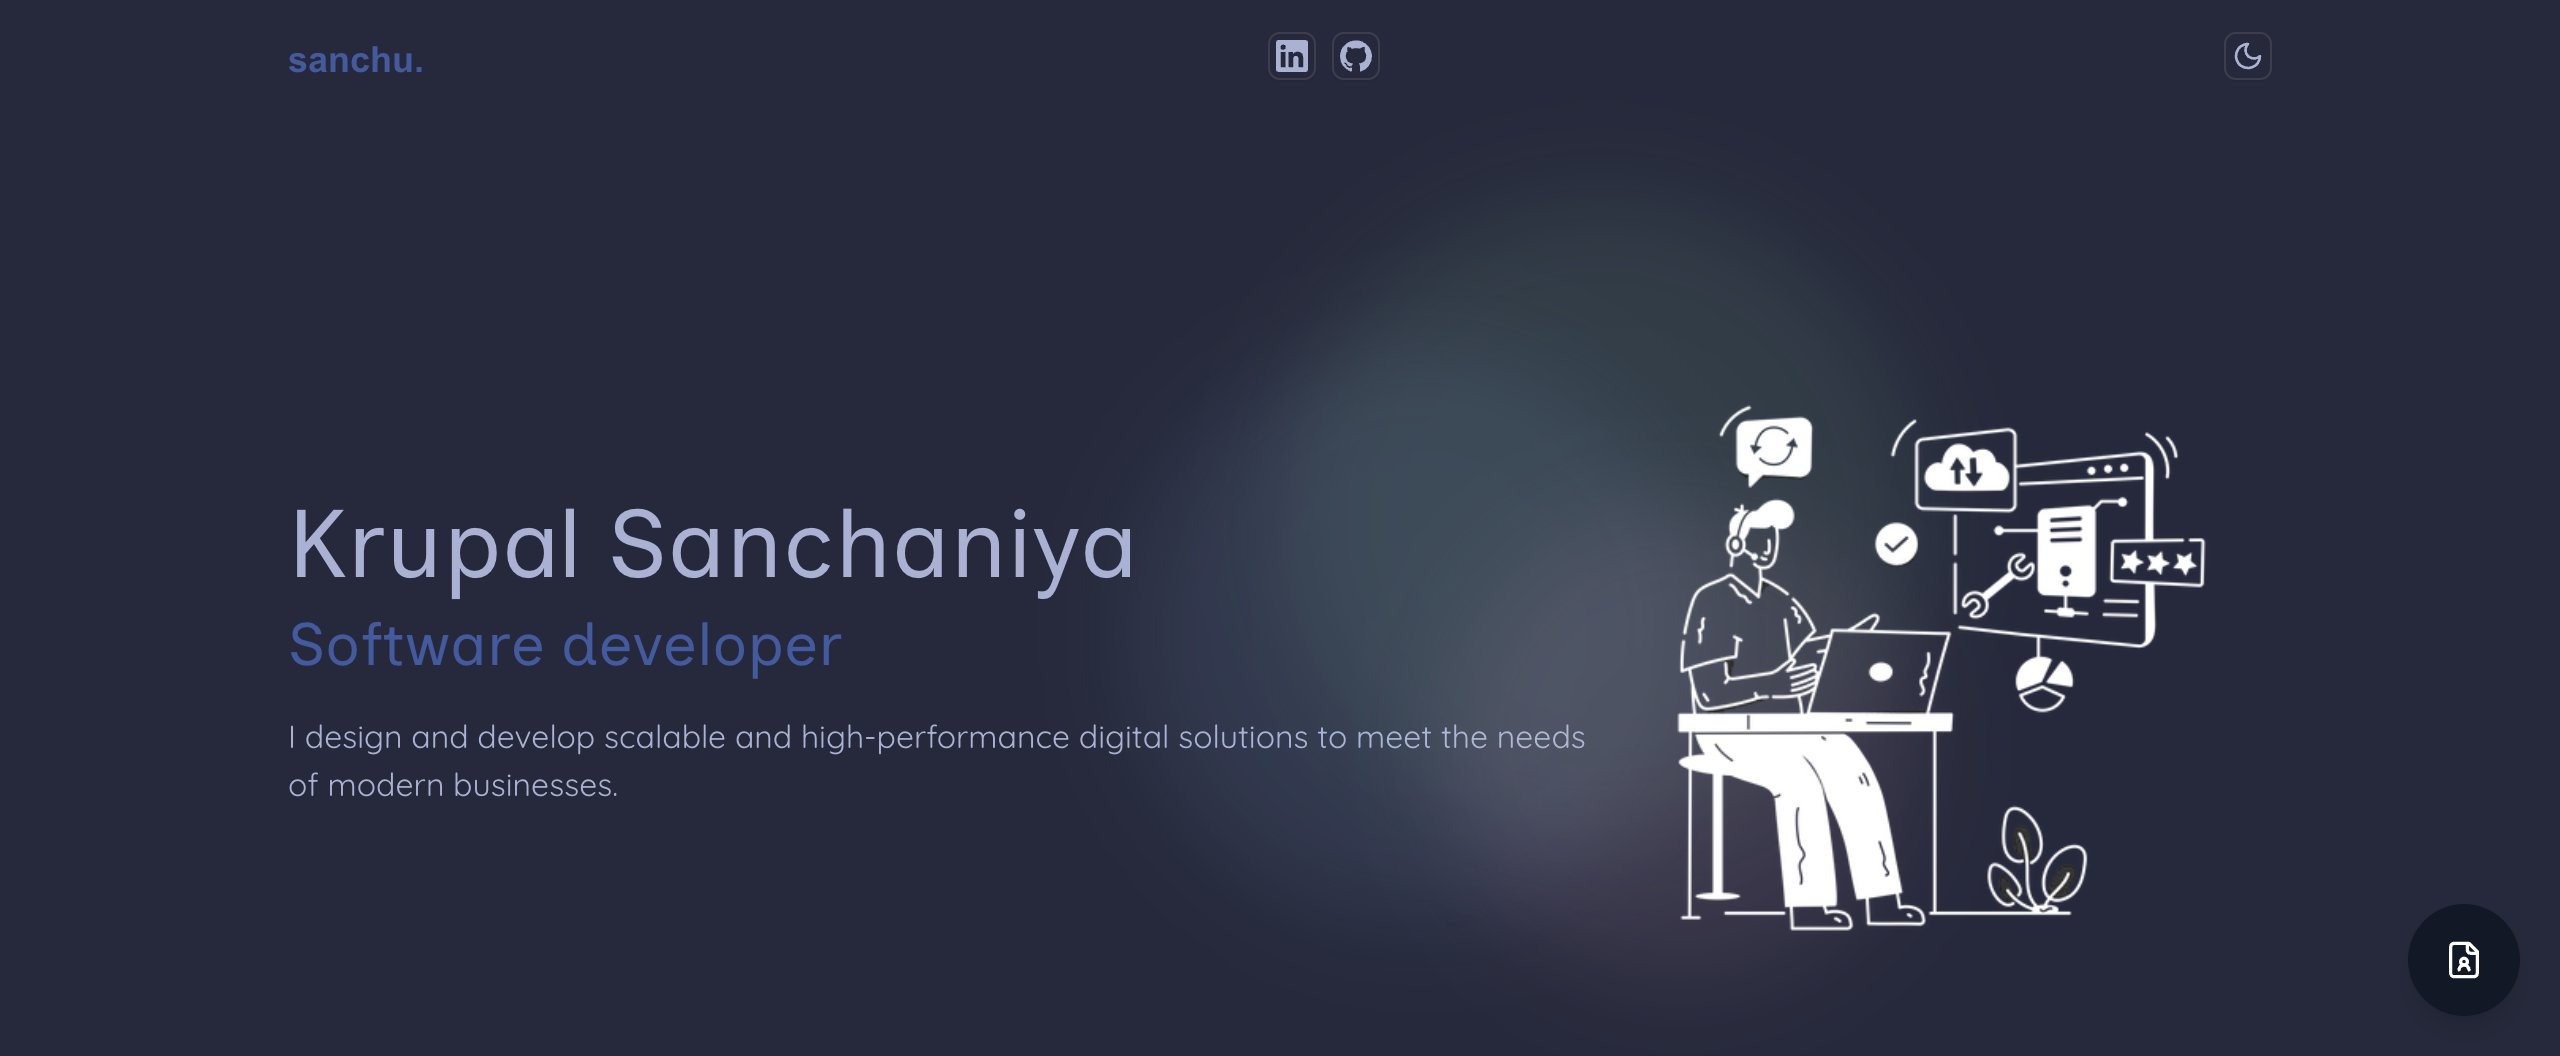 sanchu.
in
Krupal Sanchaniya
Software developer
I design and develop scalable and high-performance digital solutions to meet the needs
of modern businesses.